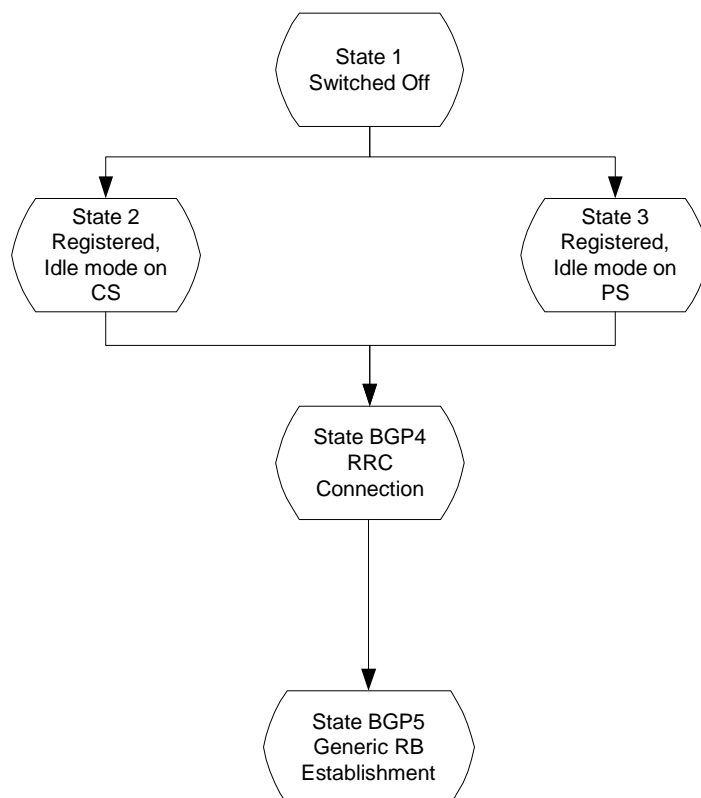 State 1
Switched Off
State 2
Registered,
Idle mode on
CS
State 3
Registered,
Idle mode on
PS
State BGP4
RRC
Connection
State BGP5
Generic RB
Establishment